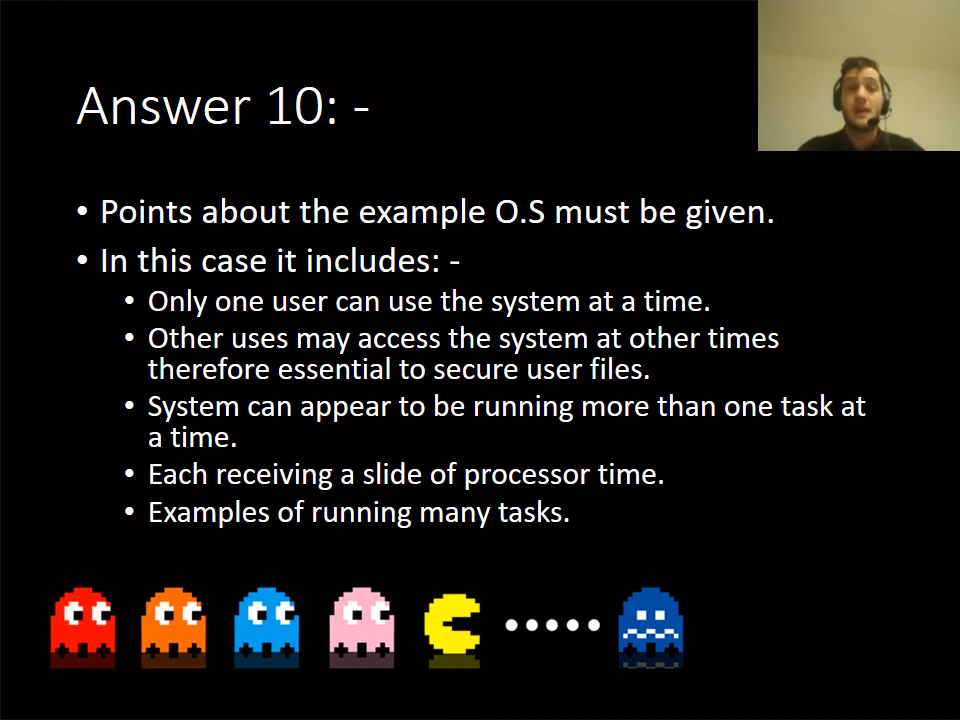 Answer 10: -
• Points about the example O.S must be given.
• In this case it includes: -
• Only one user can use the system at a time.
• Other uses may access the system at other times
therefore essential to secure user files.
• System can appear to be running more than one task at
a time.
• Each receiving a slide of processor time.
• Examples of running many tasks.